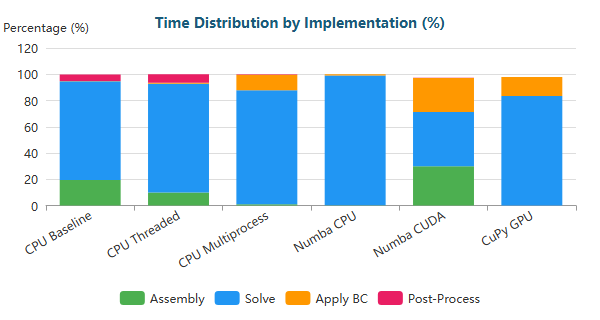 Time Distribution by Implementation (%)
Percentage (%)
120
100
80
60
40
20
0
CPU Baseline
CPU Threaded
CPU Multiprocess
Numba CPU
Numba CUDA
CuPy GPU
Assembly Solve Apply BC Post-Process